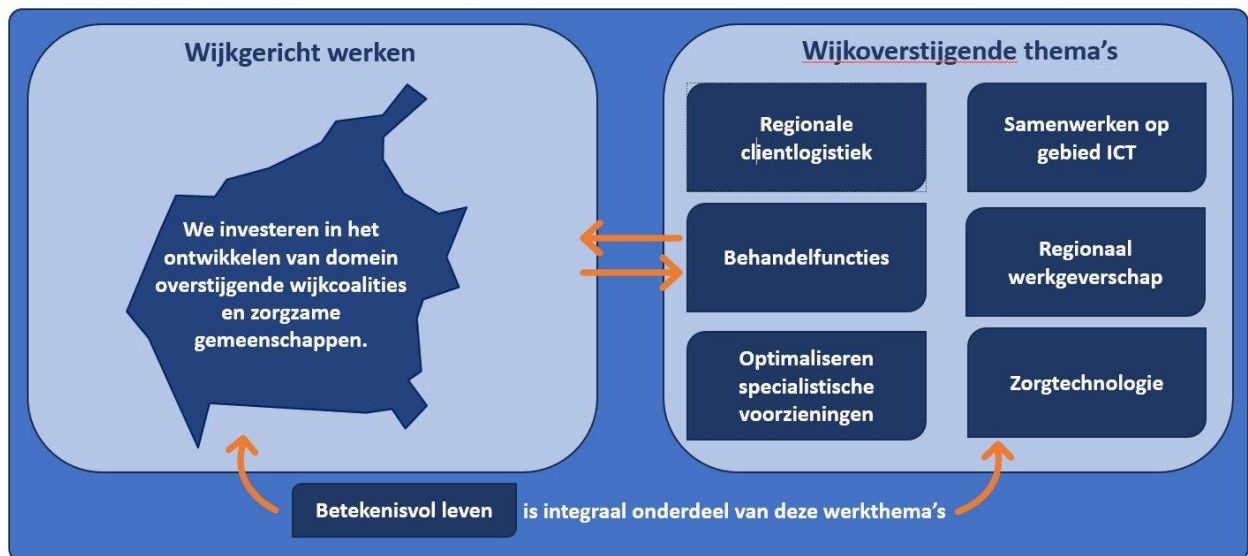 Wijkgericht werken
We investeren in het
ontwikkelen van domein
overstijgende wijkcoalities
en zorgzame
gemeenschappen.
Wijkoverstijgende thema's
Regionale
clientlogistiek
Samenwerken op
gebied ICT
Behandelfuncties
Regionaal
werkgeverschap
Optimaliseren
specialistische
voorzieningen
Zorgtechnologie
Betekenisvol leven is integraal onderdeel van deze werkthema's